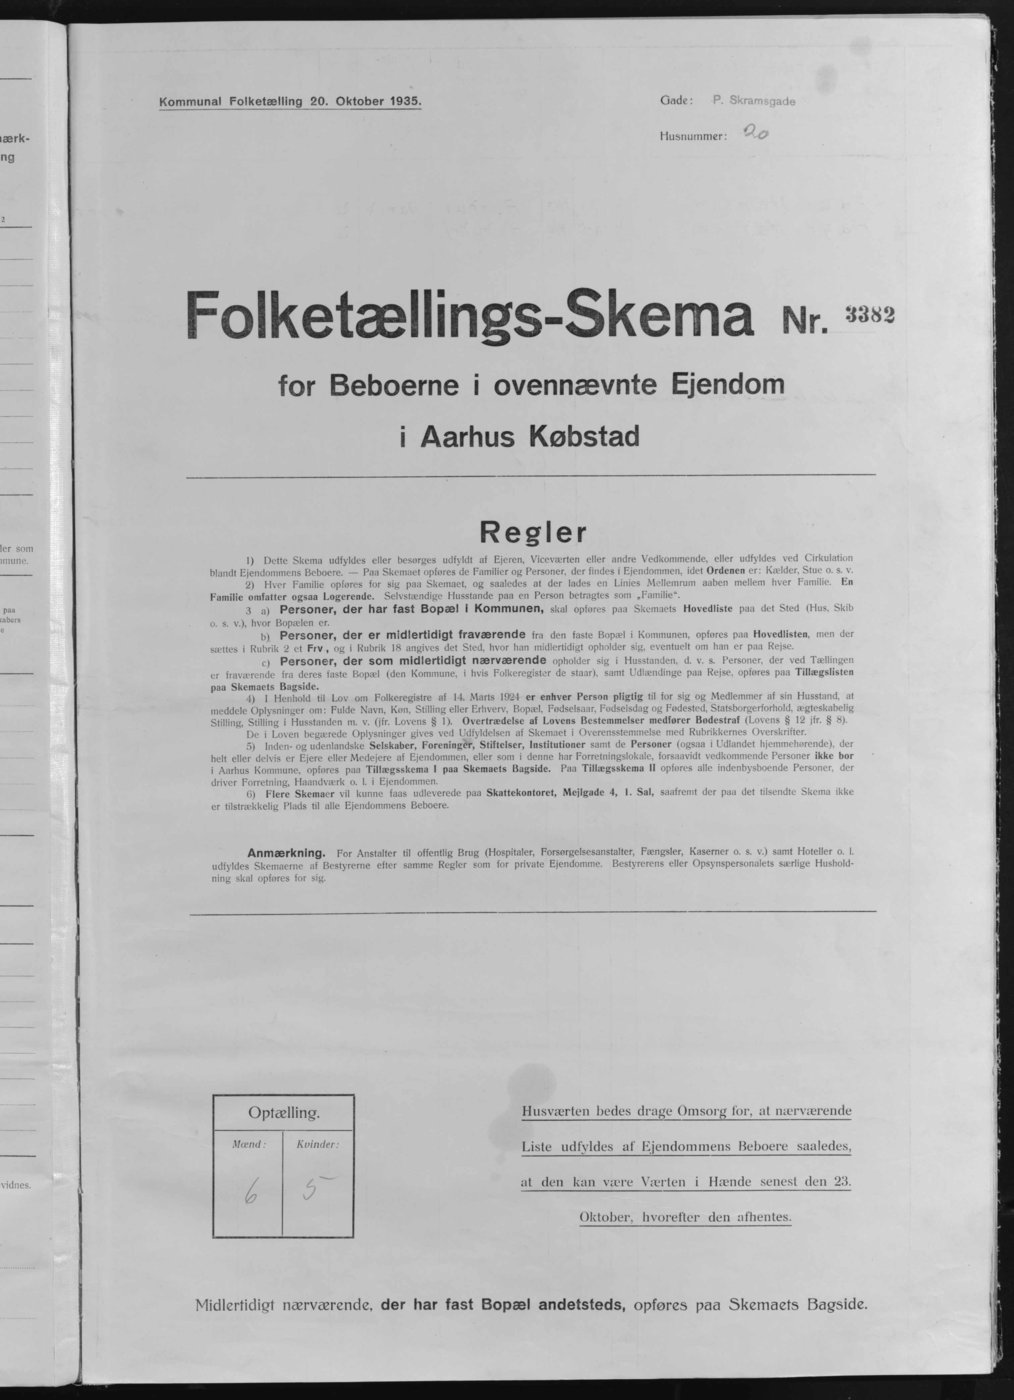 Kommunal Folketælling 20. Oktober 1935.
Gade: P. Skramsgade
Husnummer: 20
Folketællings-Skema Nr. 3382
for Beboerne i ovennævnte Ejendom
i Aarhus Købstad
Regler
1) Dette Skema udfyldes eller besørges udfyldt af Ejeren, Viceværten eller andre Vedkommende, eller udfyldes ved Cirkulation
blandt Ejendommens Beboere. — Paa Skemaet opføres de Familier og Personer, der findes i Ejendommen, idet Ordenen er: Kælder, Stue o. s. v.
2) Hver Familie opføres for sig paa Skemaet, og saaledes at der lades en Linies Mellemrum aaben mellem hver Familie. En
Familie omfatter ogsaa Logerende. Selvstændige Husstande paa en Person betragtes som „Familie“.
3 a) Personer, der har fast Bopæl i Kommunen, skal opføres paa Skemaets Hovedliste paa det Sted (Hus, Skib
o. s. v.), hvor Bopælen er.
b) Personer, der er midlertidigt fraværende fra den faste Bopæl i Kommunen, opføres paa Hovedlisten, men der
sættes i Rubrik 2 et Frv, og i Rubrik 18 angives det Sted, hvor han midlertidigt opholder sig, eventuelt om han er paa Rejse.
c) Personer, der som midlertidigt nærværende opholder sig i Husstanden, d. v. s. Personer, der ved Tællingen
er fraværende fra deres faste Bopæl (den Kommune, i hvis Folkeregister de staar), samt Udlændinge paa Rejse, opføres paa Tillægslisten
paa Skemaets Bagside.
4) I Henhold til Lov om Folkeregistre af 14. Marts 1924 er enhver Person pligtig til for sig og Medlemmer af sin Husstand, at
meddele Oplysninger om: Fulde Navn, Køn, Stilling eller Erhverv, Bopæl, Fødselsaar, Fødselsdag og Fødested, Statsborgerforhold, ægteskabelig
Stilling, Stilling i Husstanden m. v. (jfr. Lovens § 1). Overtrædelse af Lovens Bestemmelser medfører Bødestraf (Lovens § 12 jfr. § 8).
De i Loven begærede Oplysninger gives ved Udfyldelsen af Skemaet i Overensstemmelse med Rubrikkernes Overskrifter.
5) Inden- og udenlandske Selskaber, Foreninger, Stiftelser, Institutioner samt de Personer (ogsaa i Udlandet hjemmehørende), der
helt eller delvis er Ejere eller Medejere af Ejendommen, eller som i denne har Forretningslokale, forsaavidt vedkommende Personer ikke bor
i Aarhus Kommune, opføres paa Tillægsskema I paa Skemaets Bagside. Paa Tillægsskema II opføres alle indenbysboende Personer, der
driver Forretning, Haandværk o. l. i Ejendommen.
6) Flere Skemaer vil kunne faas udleverede paa Skattekontoret, Mejlgade 4, 1. Sal, saafremt der paa det tilsendte Skema ikke
er tilstrækkelig Plads til alle Ejendommens Beboere.
Anmærkning. For Anstalter til offentlig Brug (Hospitaler, Forsørgelsesanstalter, Fængsler, Kaserner o. s. v.) samt Hoteller o. l.
udfyldes Skemaerne af Bestyrerne efter samme Regler som for private Ejendomme. Bestyrerens eller Opsynspersonalets særlige Hushold-
ning skal opføres for sig.
Optælling.
Mænd: Kvinder:
6 5
Husværten bedes drage Omsorg for, at nærværende
Liste udfyldes af Ejendommens Beboere saaledes,
at den kan være Værten i Hænde senest den 23.
Oktober, hvorefter den afhentes.
Midlertidigt nærværende, der har fast Bopæl andetsteds, opføres paa Skemaets Bagside.